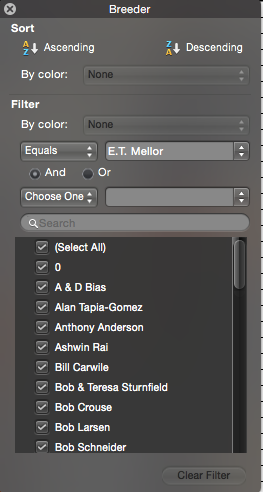 Breeder
Sort
A Z Ascending Z A Descending
By color: None
Filter
By color: None
Equals E.T. Mellor
And Or
Choose One
Search
(Select All)
0
A & D Bias
Alan Tapia-Gomez
Anthony Anderson
Ashwin Rai
Bill Carwile
Bob & Teresa Sturnfield
Bob Crouse
Bob Larsen
Bob Schneider
Clear Filter